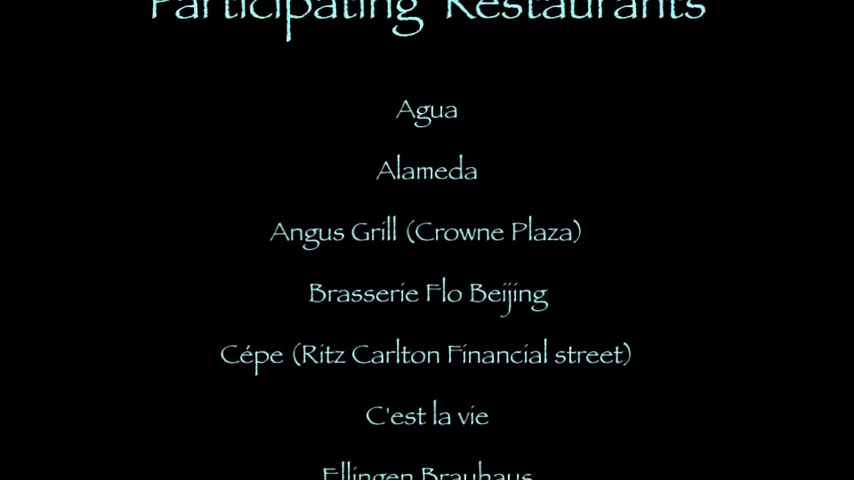 Participating Restaurants
Agua
Alameda
Angus Grill (Crowne Plaza)
Brasserie Flo Beijing
Cépe (Ritz Carlton Financial street)
C'est la vie
Ellingen Brauhaus